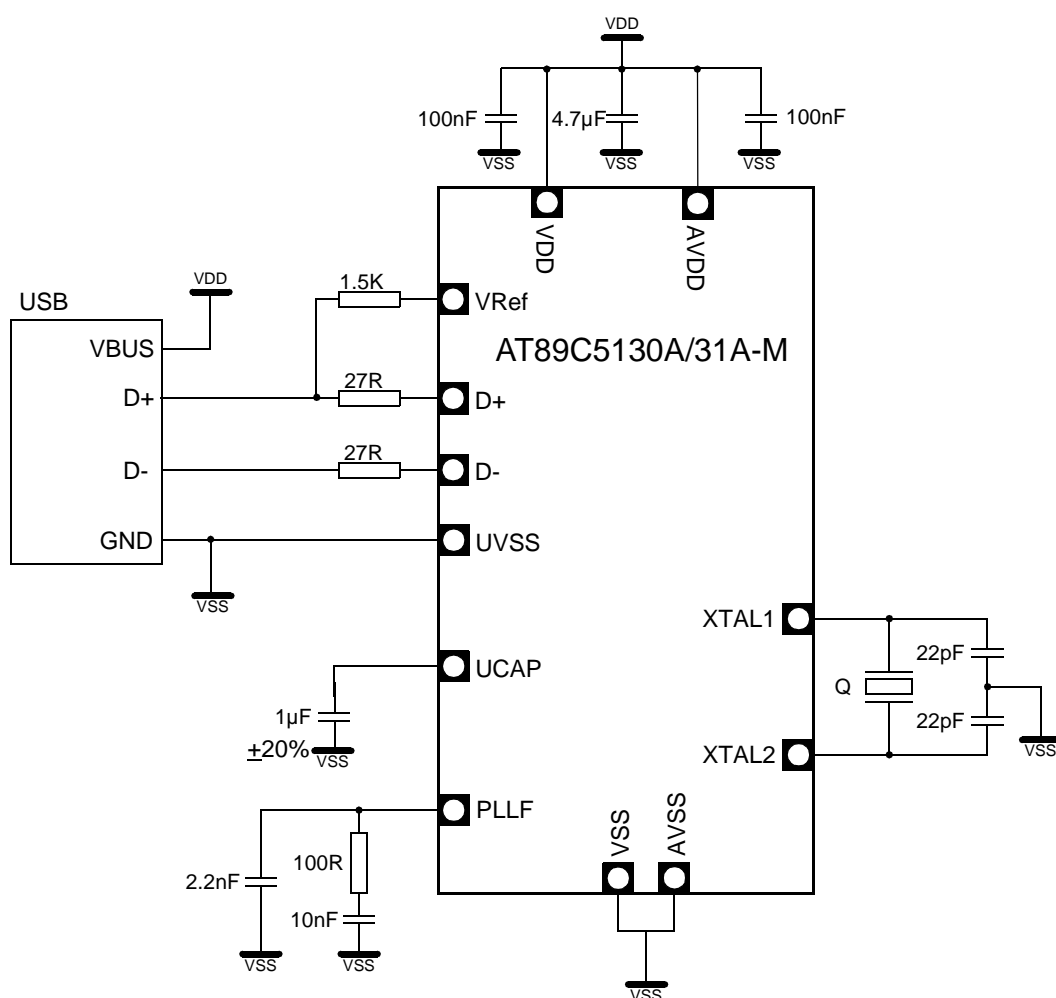 VDD
100nF
4.7µF
100nF
VSS
VSS
VSS
VDD
AVDD
USB
VDD
1.5K
VRef
VBUS
AT89C5130A/31A-M
D+
27R
D+
D-
27R
D-
GND
UVSS
VSS
XTAL1
UCAP
22pF
Q
1µF
22pF
±20%
VSS
VSS
XTAL2
PLLF
VSS
AVSS
100R
2.2nF
10nF
VSS
VSS
VSS